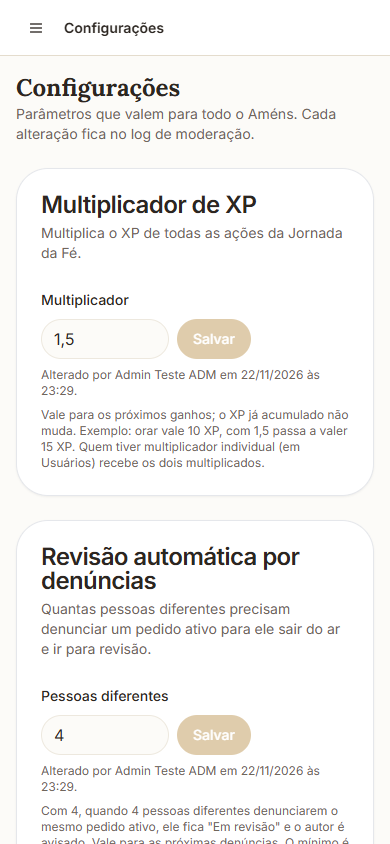 Configurações
Configurações
Parâmetros que valem para todo o Améns. Cada
alteração fica no log de moderação.
Multiplicador de XP
Multiplica o XP de todas as ações da Jornada
da Fé.
Multiplicador
1,5
Salvar
Alterado por Admin Teste ADM em 22/11/2026 às
23:29.
Vale para os próximos ganhos; o XP já acumulado não
muda. Exemplo: orar vale 10 XP, com 1,5 passa a valer
15 XP. Quem tiver multiplicador individual (em
Usuários) recebe os dois multiplicados.
Revisão automática por
denúncias
Quantas pessoas diferentes precisam
denunciar um pedido ativo para ele sair do ar
e ir para revisão.
Pessoas diferentes
4
Salvar
Alterado por Admin Teste ADM em 22/11/2026 às
23:29.
Com 4, quando 4 pessoas diferentes denunciarem o
mesmo pedido ativo, ele fica "Em revisão" e o autor é
avisado. Vale para as próximas denúncias. O mínimo é